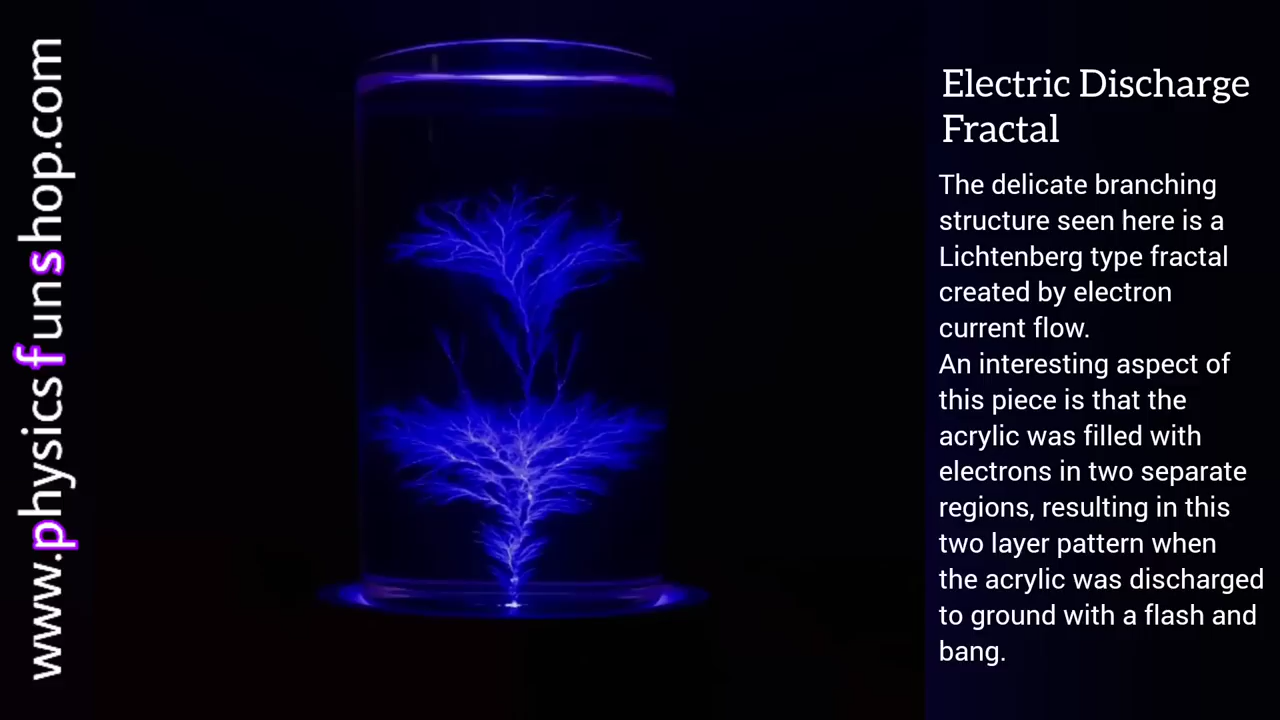 www.physicsfunshop.com
Electric Discharge
Fractal
The delicate branching
structure seen here is a
Lichtenberg type fractal
created by electron
current flow.
An interesting aspect of
this piece is that the
acrylic was filled with
electrons in two separate
regions, resulting in this
two layer pattern when
the acrylic was discharged
to ground with a flash and
bang.